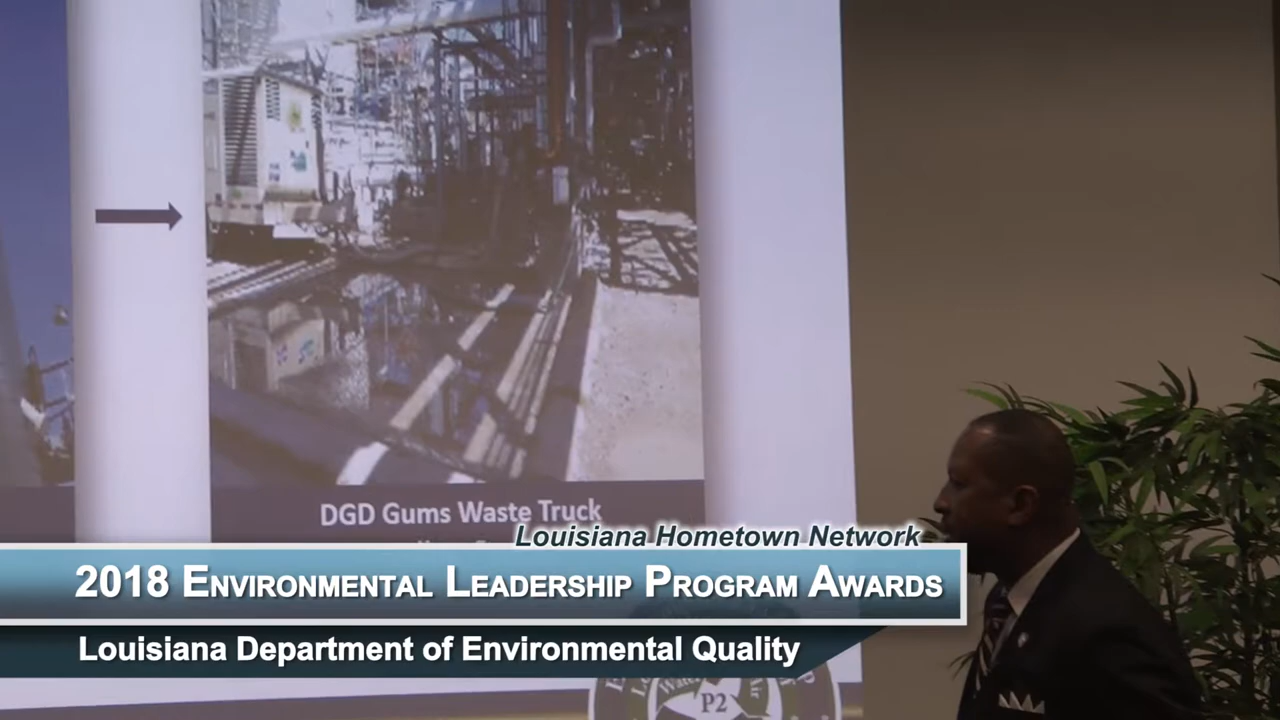 DGD Gums Waste Truck
Louisiana Hometown Network
2018 ENVIRONMENTAL LEADERSHIP PROGRAM AWARDS
Louisiana Department of Environmental Quality
P2